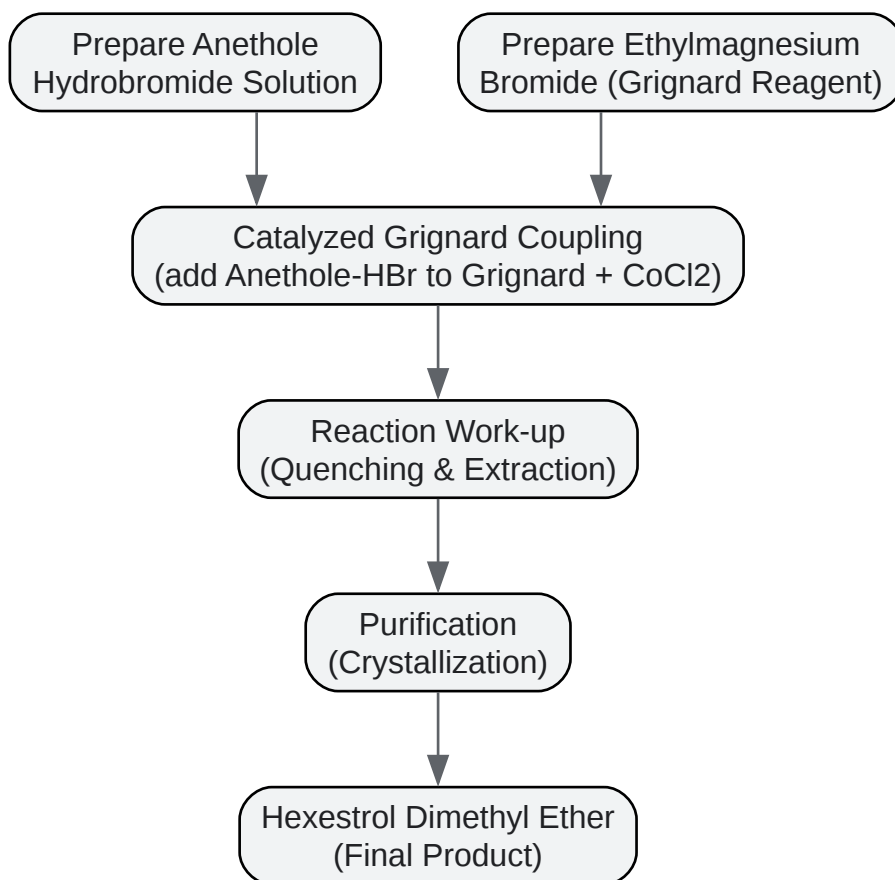 Prepare Anethole
Hydrobromide Solution
Prepare Ethylmagnesium
Bromide (Grignard Reagent)
Catalyzed Grignard Coupling
(add Anethole-HBr to Grignard + CoCl2)
Reaction Work-up
(Quenching & Extraction)
Purification
(Crystallization)
Hexestrol Dimethyl Ether
(Final Product)